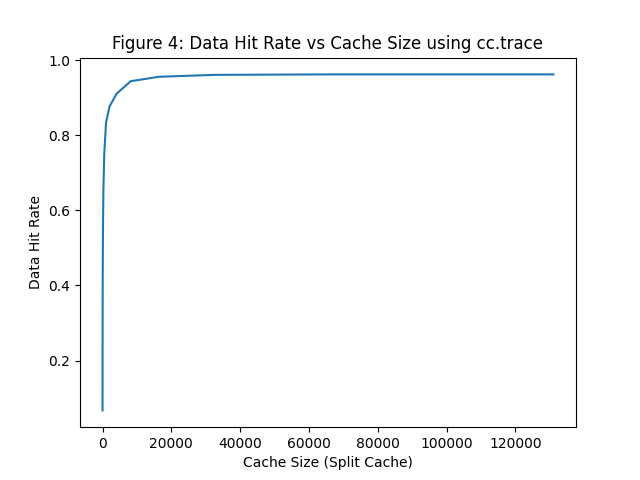 Figure 4: Data Hit Rate vs Cache Size using cc.trace
1.0
0.8
0.6
0.4
0.2
Data Hit Rate
0 20000 40000 60000 80000 100000 120000
Cache Size (Split Cache)